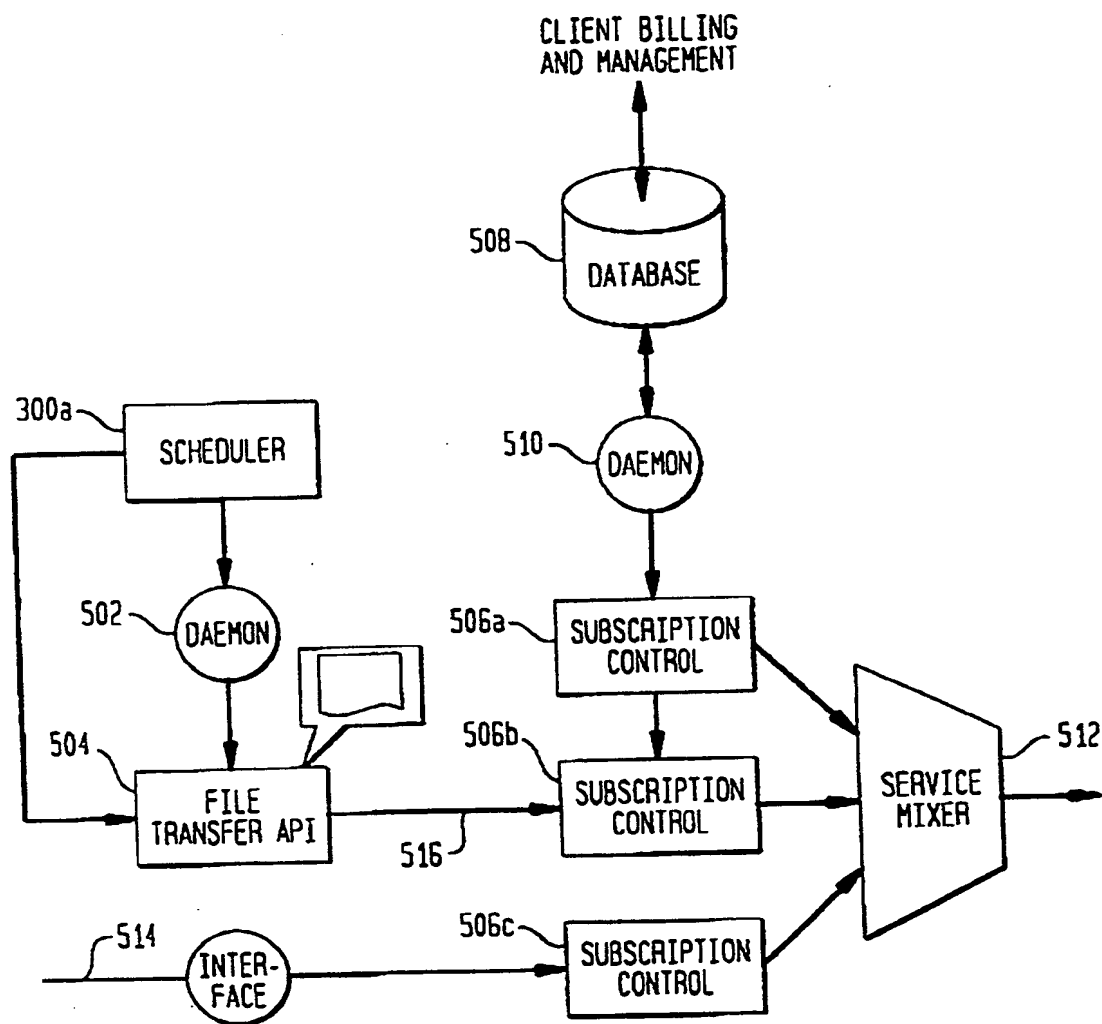 CLIENT BILLING
AND MANAGEMENT
508
DATABASE
300a
SCHEDULER
510
DAEMON
502
DAEMON
506a
SUBSCRIPTION
CONTROL
504
FILE
TRANSFER API
516
506b
SUBSCRIPTION
CONTROL
512
SERVICE
MIXER
514
INTER-
FACE
506c
SUBSCRIPTION
CONTROL